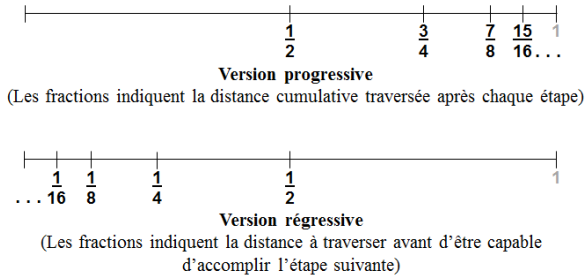 1/2 3/4 7/8 15/16 ... 1
Version progressive
(Les fractions indiquent la distance cumulative traversée après chaque étape)
... 1/16 1/8 1/4 1/2 1
Version régressive
(Les fractions indiquent la distance à traverser avant d’être capable
d’accomplir l’étape suivante)